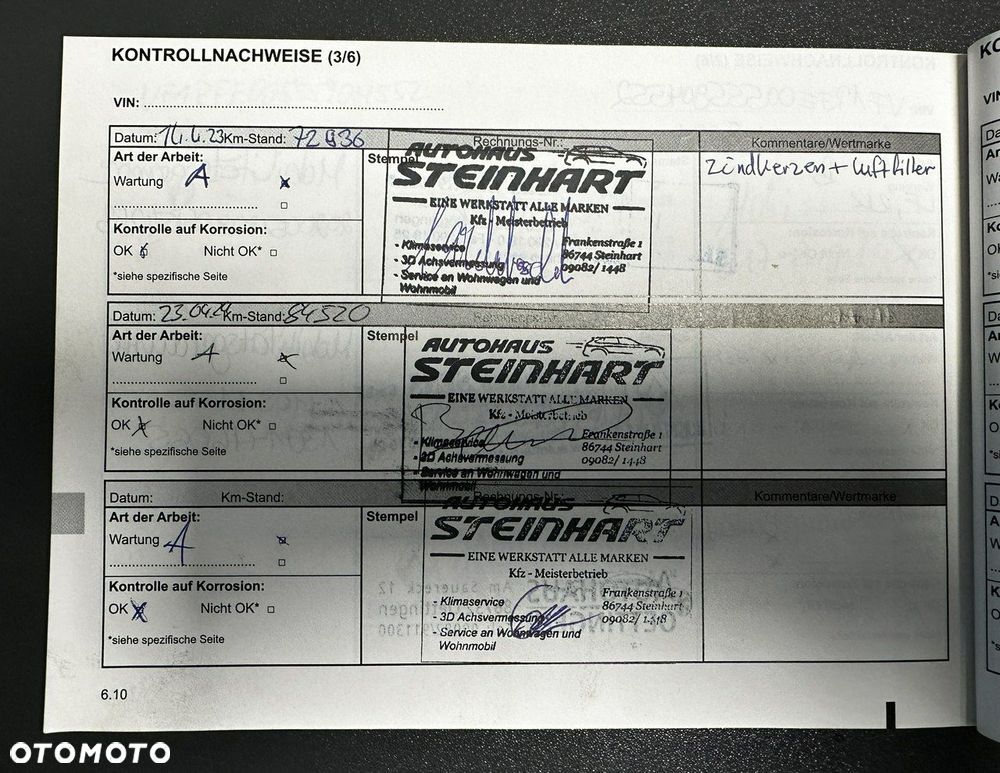 KONTROLLNACHWEISE (3/6)
VIN:
Datum: 14.4.23 Km-Stand: 72936 Rechnungs-Nr.: Kommentare/Wertmarke
Art der Arbeit: Stempel Zündkerzen + Luftfilter
Wartung A
Kontrolle auf Korrosion:
OK Nicht OK*
*siehe spezifische Seite
AUTOHAUS
STEINHART
EINE WERKSTATT ALLE MARKEN
Kfz - Meisterbetrieb
- Klimaservice
- 3D Achsvermessung
- Service an Wohnwagen und
Wohnmobil
Frankenstraße 1
86744 Steinhart
09082/ 1448
Datum: 23.04.24 Km-Stand: 84520
Art der Arbeit: Stempel
Wartung A
Kontrolle auf Korrosion:
OK Nicht OK*
*siehe spezifische Seite
AUTOHAUS
STEINHART
EINE WERKSTATT ALLE MARKEN
Kfz - Meisterbetrieb
- Klimaservice
- 3D Achsvermessung
- Service an Wohnwagen und
Wohnmobil
Frankenstraße 1
86744 Steinhart
09082/ 1448
Datum: Km-Stand: Rechnungs-Nr. Kommentare/Wertmarke
Art der Arbeit: Stempel
Wartung A
Kontrolle auf Korrosion:
OK Nicht OK*
*siehe spezifische Seite
AUTOHAUS
STEINHART
EINE WERKSTATT ALLE MARKEN
Kfz - Meisterbetrieb
- Klimaservice
- 3D Achsvermessung
- Service an Wohnwagen und
Wohnmobil
Frankenstraße 1
86744 Steinhart
09082/ 1448
6.10
OTOMOTO